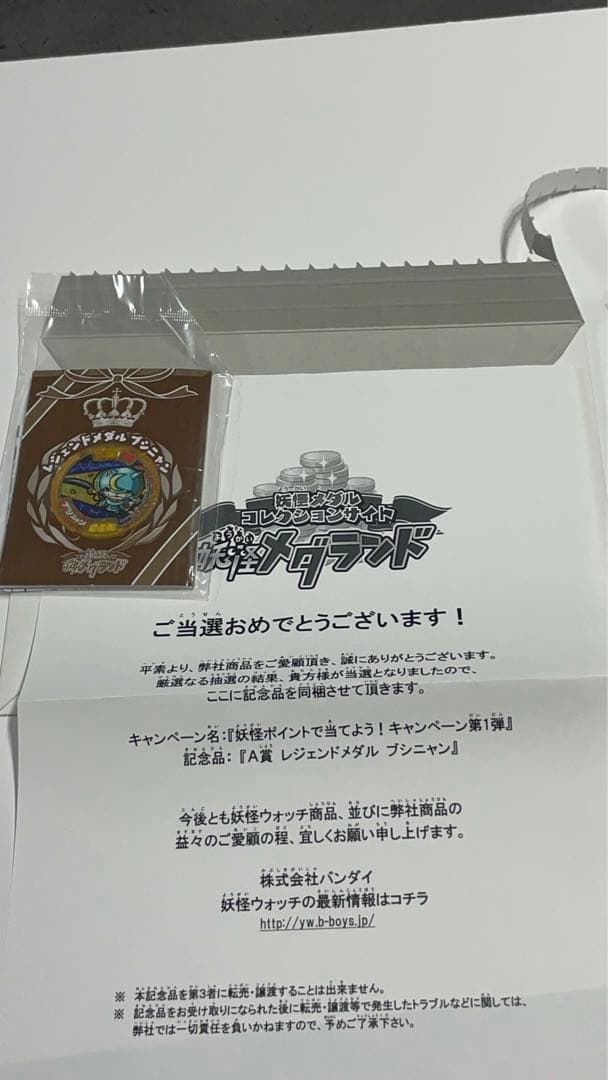 レジェンドメダル ブシニャン
ブシニャン
妖怪メダランド
妖怪メダル
コレクションサイト
妖怪メダランド
ご当選おめでとうございます！
平素より、弊社商品をご愛顧頂き、誠にありがとうございます。
厳選なる抽選の結果、貴方様が当選となりましたので、
ここに記念品を同梱させて頂きます。
キャンペーン名：『妖怪ポイントで当てよう！キャンペーン第1弾』
記念品：『A賞 レジェンドメダル ブシニャン』
今後とも妖怪ウォッチ商品、並びに弊社商品の
益々のご愛顧の程、宜しくお願い申し上げます。
株式会社バンダイ
妖怪ウォッチの最新情報はコチラ
http://yw.b-boys.jp/
※ 本記念品を第3者に転売・譲渡することは出来ません。
※ 記念品をお受け取りになられた後に転売・譲渡等で発生したトラブルなどに関しては、
弊社では一切責任を負いかねますので、予めご了承下さい。